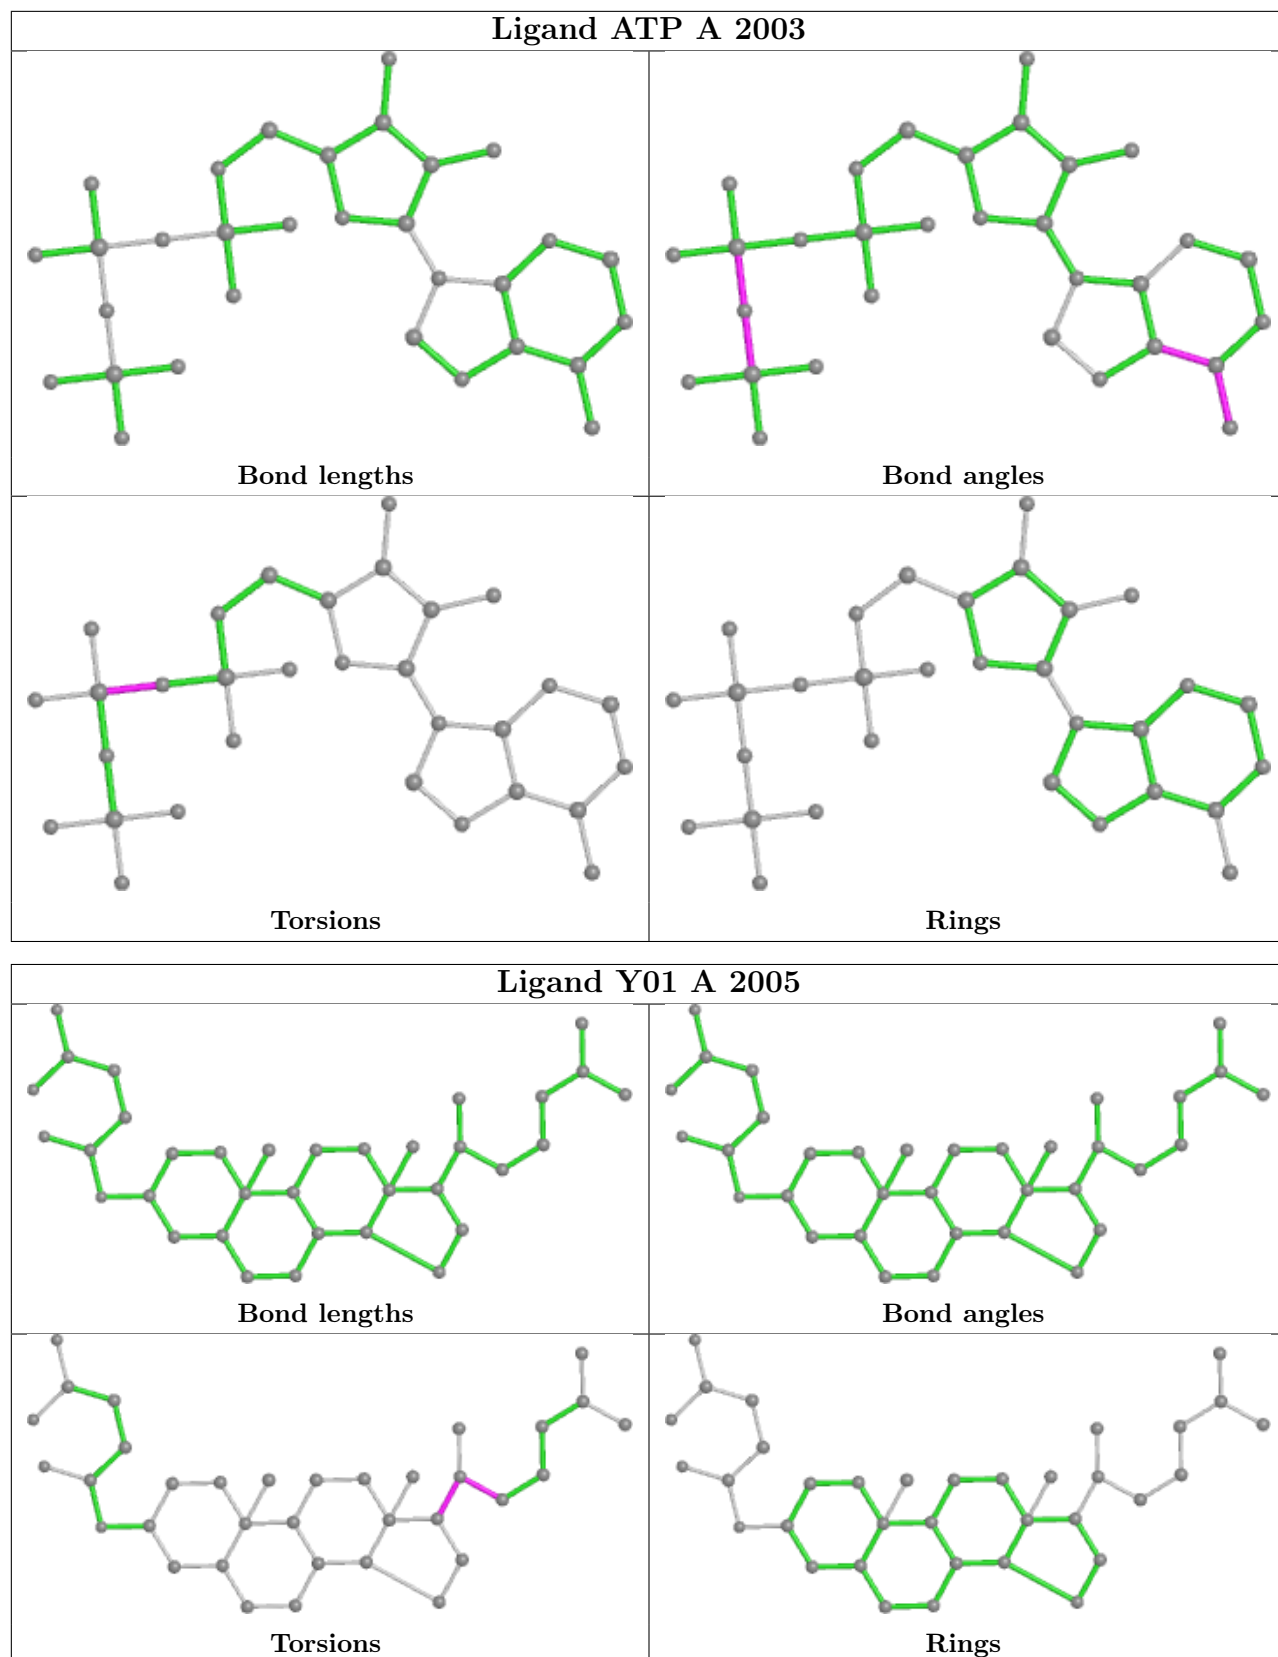 Ligand ATP A 2003
Bond lengths
Bond angles
Torsions
Rings
Ligand Y01 A 2005
Bond lengths
Bond angles
Torsions
Rings